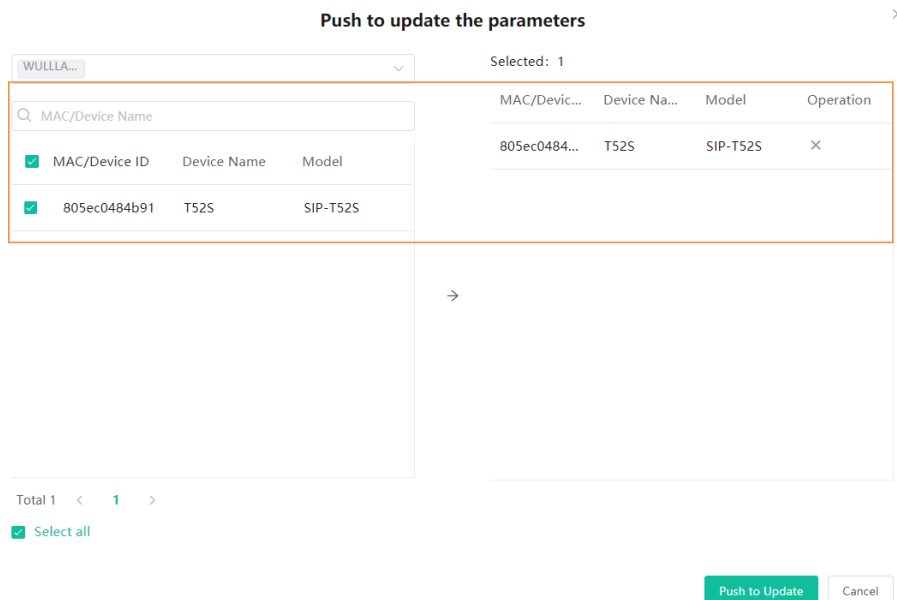 Push to update the parameters
WULLLA...
MAC/Device Name
MAC/Device ID Device Name Model
805ec0484b91 T52S SIP-T52S
Total 1 < 1 >
Select all
Selected: 1
MAC/Devic... Device Na... Model Operation
805ec0484... T52S SIP-T52S
Push to Update Cancel